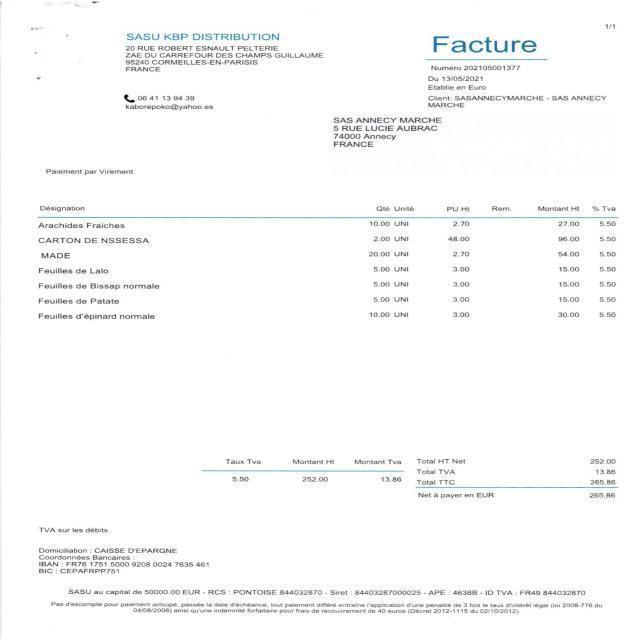 1/1
SASU KBP DISTRIBUTION
20 RUE ROBERT ESNAULT PELTERIE
ZAE DU CARREFOUR DES CHAMPS GUILLAUME
95240 CORMEILLES-EN-PARISIS
FRANCE
06 41 13 94 39
kaborepoko@yahoo.es
Facture
Numéro 202105001377
Du 13/05/2021
Etablie en Euro
Client: SASANNECYMARCHE - SAS ANNECY
MARCHE
SAS ANNECY MARCHE
5 RUE LUCIE AUBRAC
74000 Annecy
FRANCE
Paiement par Virement
Désignation Qté Unité PU Ht Rem. Montant Ht % Tva
Arachides Fraiches 10.00 UNI 2.70 27.00 5.50
CARTON DE NSSESSA 2.00 UNI 48.00 96.00 5.50
MADE 20.00 UNI 2.70 54.00 5.50
Feuilles de Lalo 5.00 UNI 3.00 15.00 5.50
Feuilles de Bissap normale 5.00 UNI 3.00 15.00 5.50
Feuilles de Patate 5.00 UNI 3.00 15.00 5.50
Feuilles d'épinard normale 10.00 UNI 3.00 30.00 5.50
Taux Tva Montant Ht Montant Tva
5.50 252.00 13.86
Total HT Net 252.00
Total TVA 13.86
Total TTC 265.86
Net à payer en EUR 265.86
TVA sur les débits
Domiciliation : CAISSE D'EPARGNE
Coordonnées Bancaires :
IBAN : FR76 1751 5000 9208 0024 7635 461
BIC : CEPAFRPP751
SASU au capital de 50000.00 EUR - RCS : PONTOISE 844032870 - Siret : 84403287000025 - APE : 4638B - ID TVA : FR49 844032870
Pas d'escompte pour paiement anticipé, passée la date d'échéance, tout paiement différé entraîne l'application d'une pénalité de 3 fois le taux d'intérêt légal (loi 2008-776 du
04/08/2008) ainsi qu'une indemnité forfaitaire pour frais de recouvrement de 40 euros (Décret 2012-1115 du 02/10/2012).